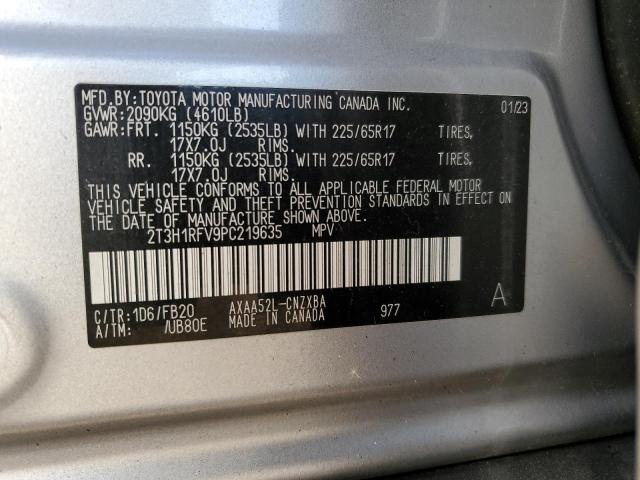 MFD.BY:TOYOTA MOTOR MANUFACTURING CANADA INC. 01/23
GVWR:2090KG (4610LB)
GAWR:FRT. 1150KG (2535LB) WITH 225/65R17 TIRES,
17X7.0J RIMS.
RR. 1150KG (2535LB) WITH 225/65R17 TIRES,
17X7.0J RIMS.
THIS VEHICLE CONFORMS TO ALL APPLICABLE FEDERAL MOTOR
VEHICLE SAFETY AND THEFT PREVENTION STANDARDS IN EFFECT
ON THE DATE OF MANUFACTURE SHOWN ABOVE.
2T3H1RFV9PC219635 MPV
C/TR:1D6/FB20 AXAA52L-CNZXBA 977 A
A/TM: /UB80E MADE IN CANADA